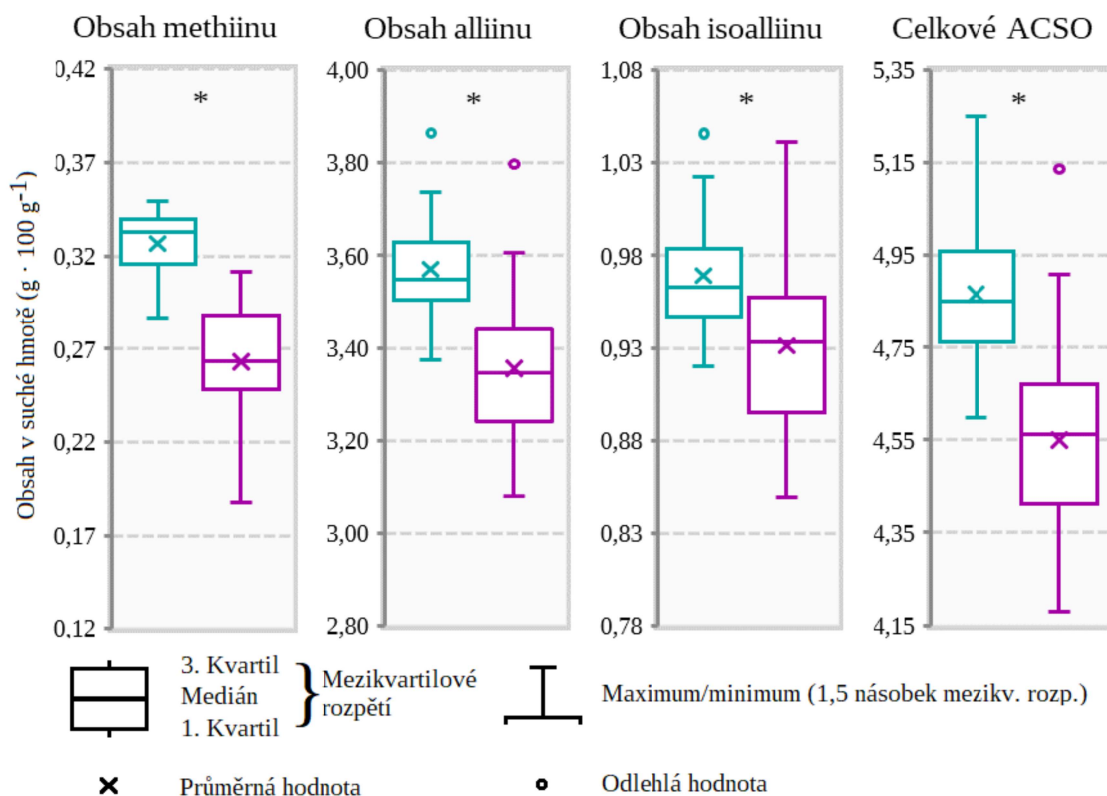 Obsah methiinu
Obsah alliinu
Obsah isoalliinu
Celkové ACSO
Obsah v suché hmotě (g · 100 g-1)
0,42
0,37
0,32
0,27
0,22
0,17
0.12
*
4,00
3,80
3,60
3,40
3,20
3,00
2,80
*
1,08
1,03
0,98
0,93
0,88
0,83
0,78
*
5,35
5,15
4,95
4,75
4,55
4,35
4,15
*
3. Kvartil
Medián
1. Kvartil
Mezikvartilové
rozpětí
Maximum/minimum (1,5 násobek mezikv. rozp.)
Průměrná hodnota
Odlehlá hodnota